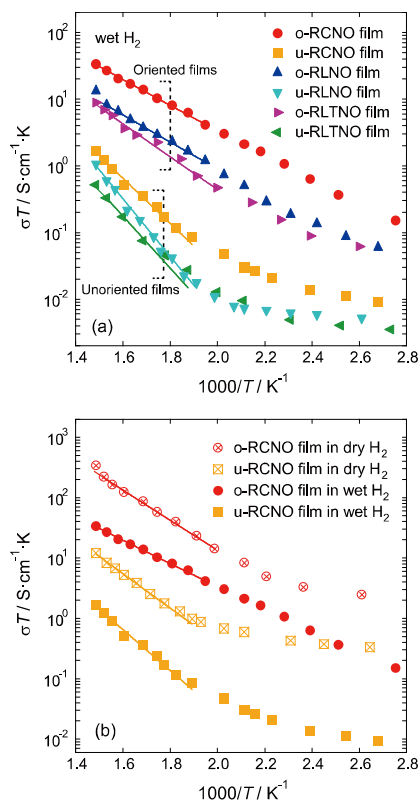 wet H₂
o-RCNO film
u-RCNO film
o-RLNO film
u-RLNO film
o-RLTNO film
u-RLTNO film
Oriented films
Unoriented films
(a)
10³
10²
10¹
10⁰
10⁻¹
10⁻²
σT / S·cm⁻¹·K
1.4 1.6 1.8 2.0 2.2 2.4 2.6 2.8
1000/T / K⁻¹
o-RCNO film in dry H₂
u-RCNO film in dry H₂
o-RCNO film in wet H₂
u-RCNO film in wet H₂
(b)
10³
10²
10¹
10⁰
10⁻¹
10⁻²
σT / S·cm⁻¹·K
1.4 1.6 1.8 2.0 2.2 2.4 2.6 2.8
1000/T / K⁻¹